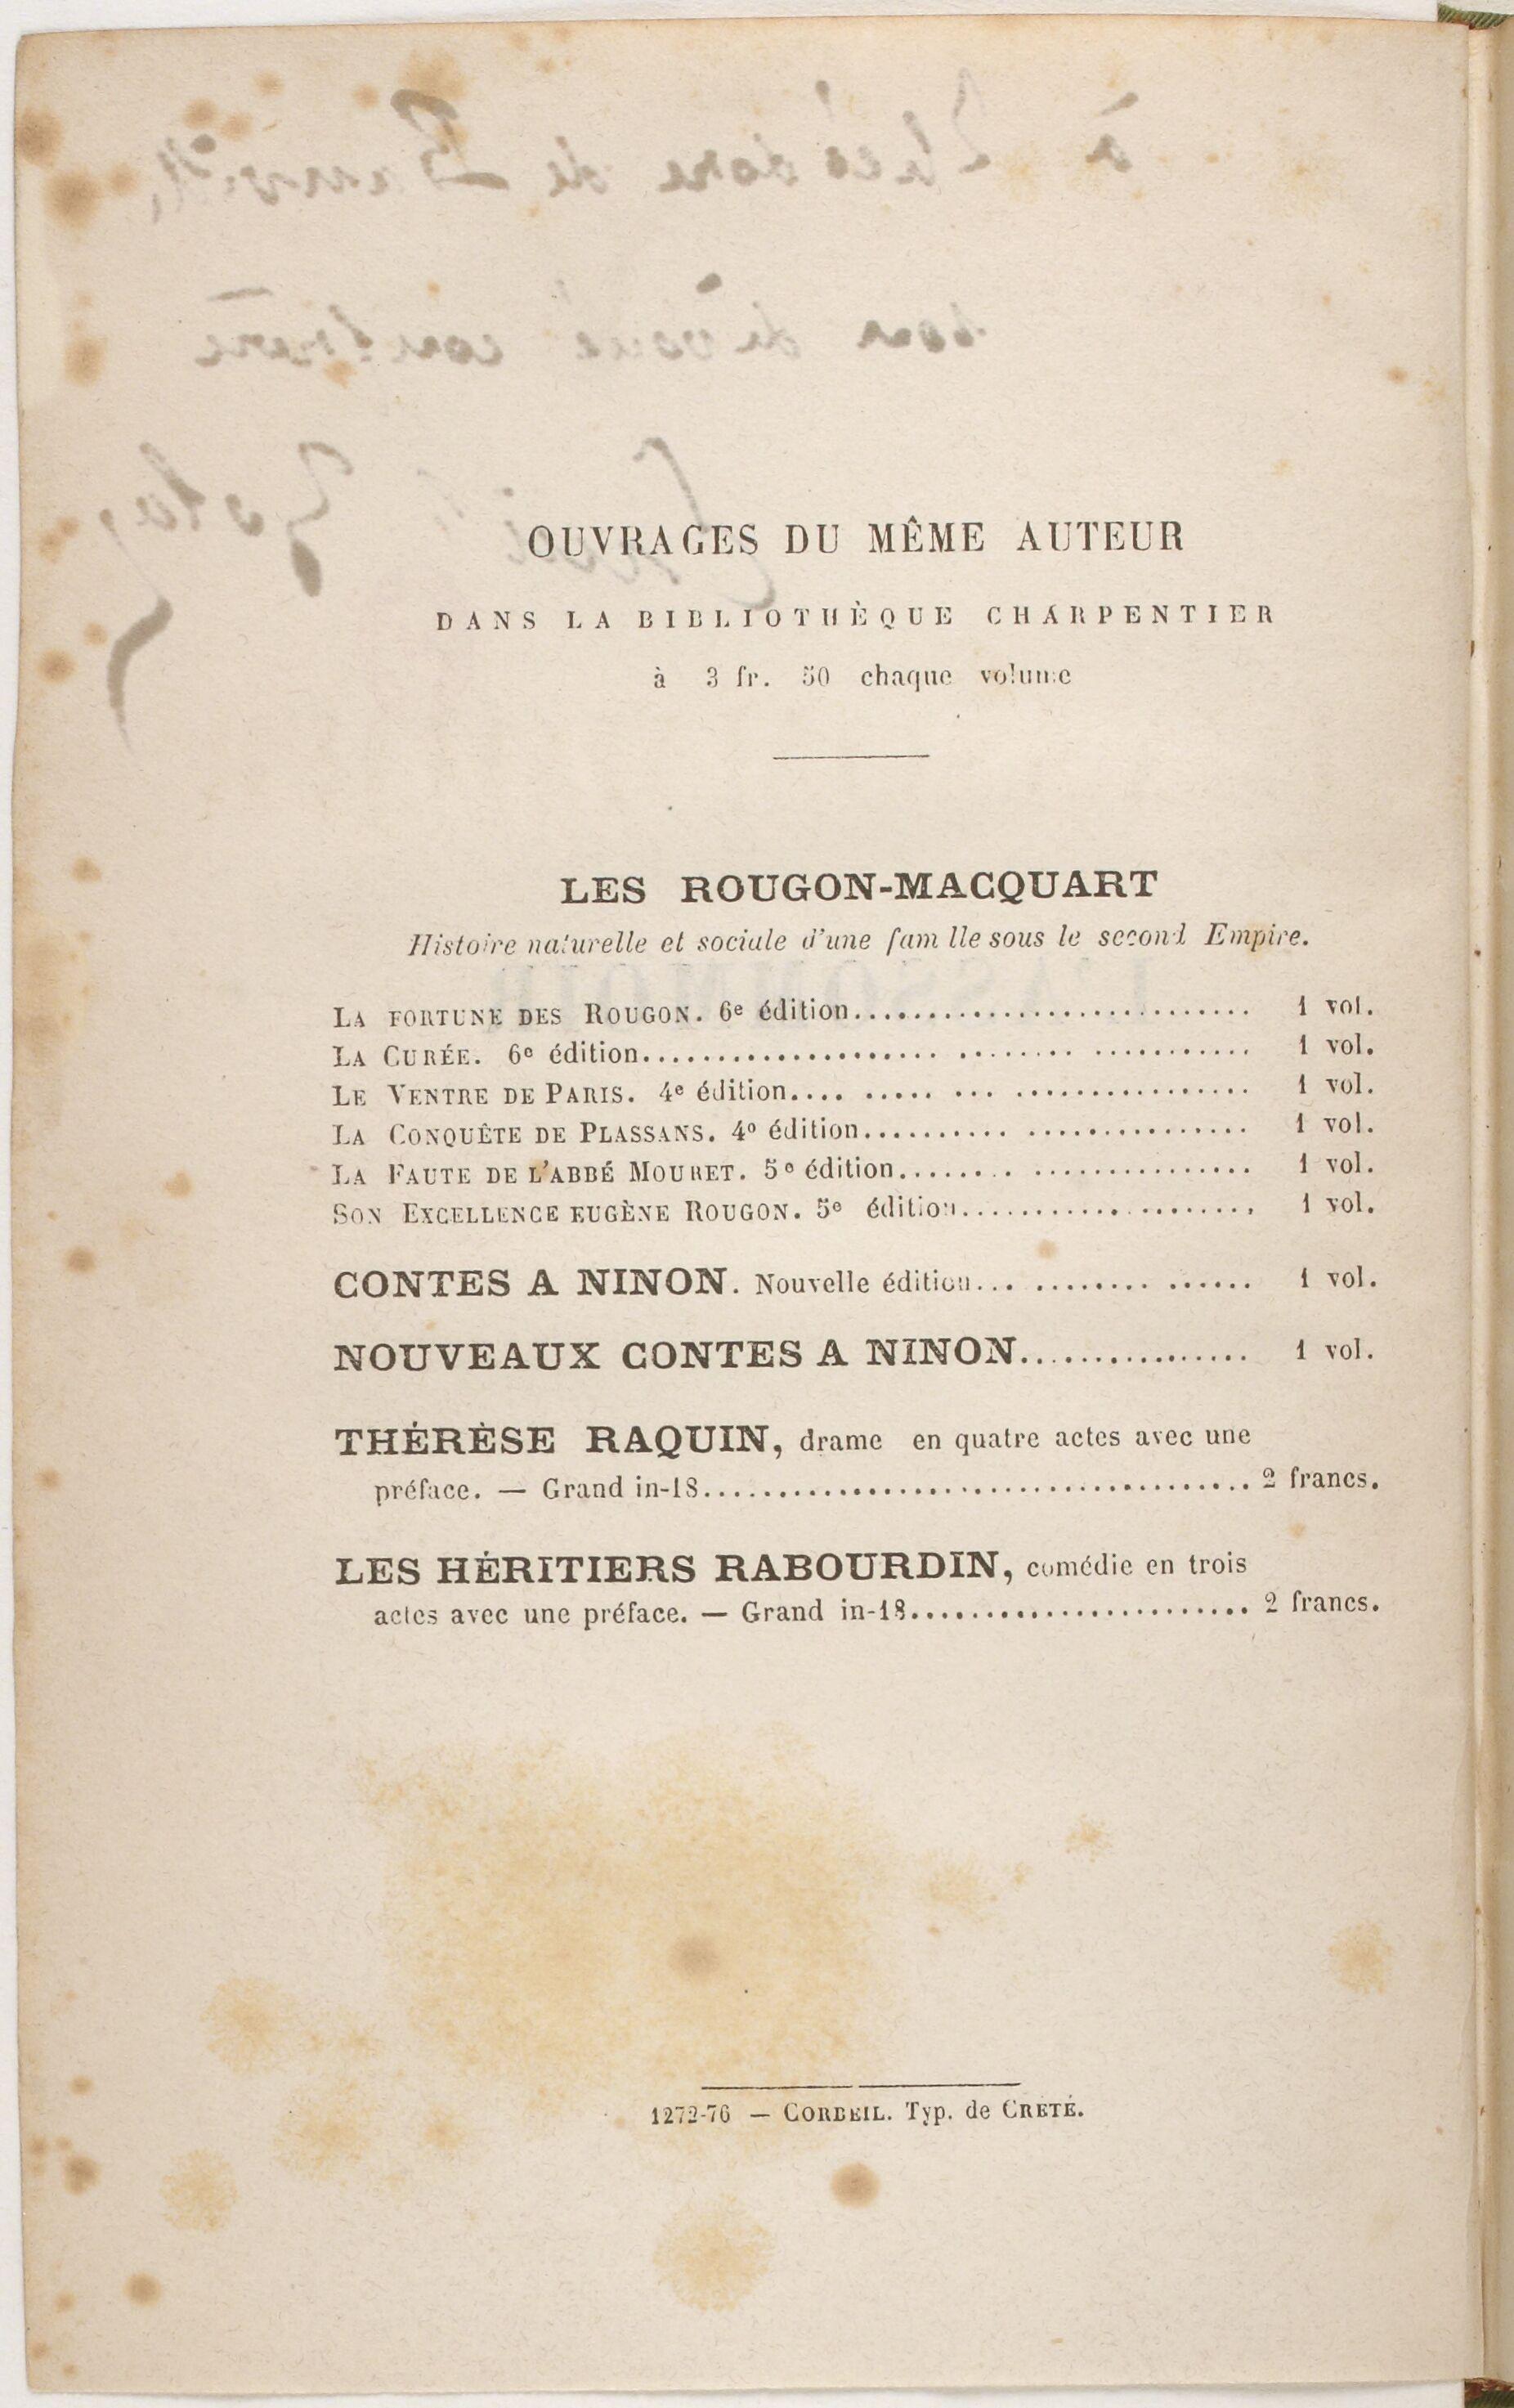 à Théodore de Banville,
son dévoué confrère
Emile Zola
OUVRAGES DU MÊME AUTEUR
DANS LA BIBLIOTHÈQUE CHARPENTIER
à 3 fr. 50 chaque volume
LES ROUGON-MACQUART
Histoire naturelle et sociale d'une fam lle sous le second Empire.
LA FORTUNE DES ROUGON. 6e édition.......................... 1 vol.
LA CURÉE. 6e édition.................... ........ ........... 1 vol.
LE VENTRE DE PARIS. 4e édition.... ..... ... ................ 1 vol.
LA CONQUÊTE DE PLASSANS. 4e édition.......... ............... 1 vol.
LA FAUTE DE L'ABBÉ MOURET. 5e édition........ ............... 1 vol.
SON EXCELLENCE EUGÈNE ROUGON. 5e édition.................... 1 vol.
CONTES A NINON. Nouvelle édition... ........ ...... 1 vol.
NOUVEAUX CONTES A NINON................ 1 vol.
THÉRÈSE RAQUIN, drame en quatre actes avec une
préface. — Grand in-18..................................... 2 francs.
LES HÉRITIERS RABOURDIN, comédie en trois
actes avec une préface. — Grand in-18....................... 2 francs.
1272-76 — CORBEIL. Typ. de CRÉTÉ.